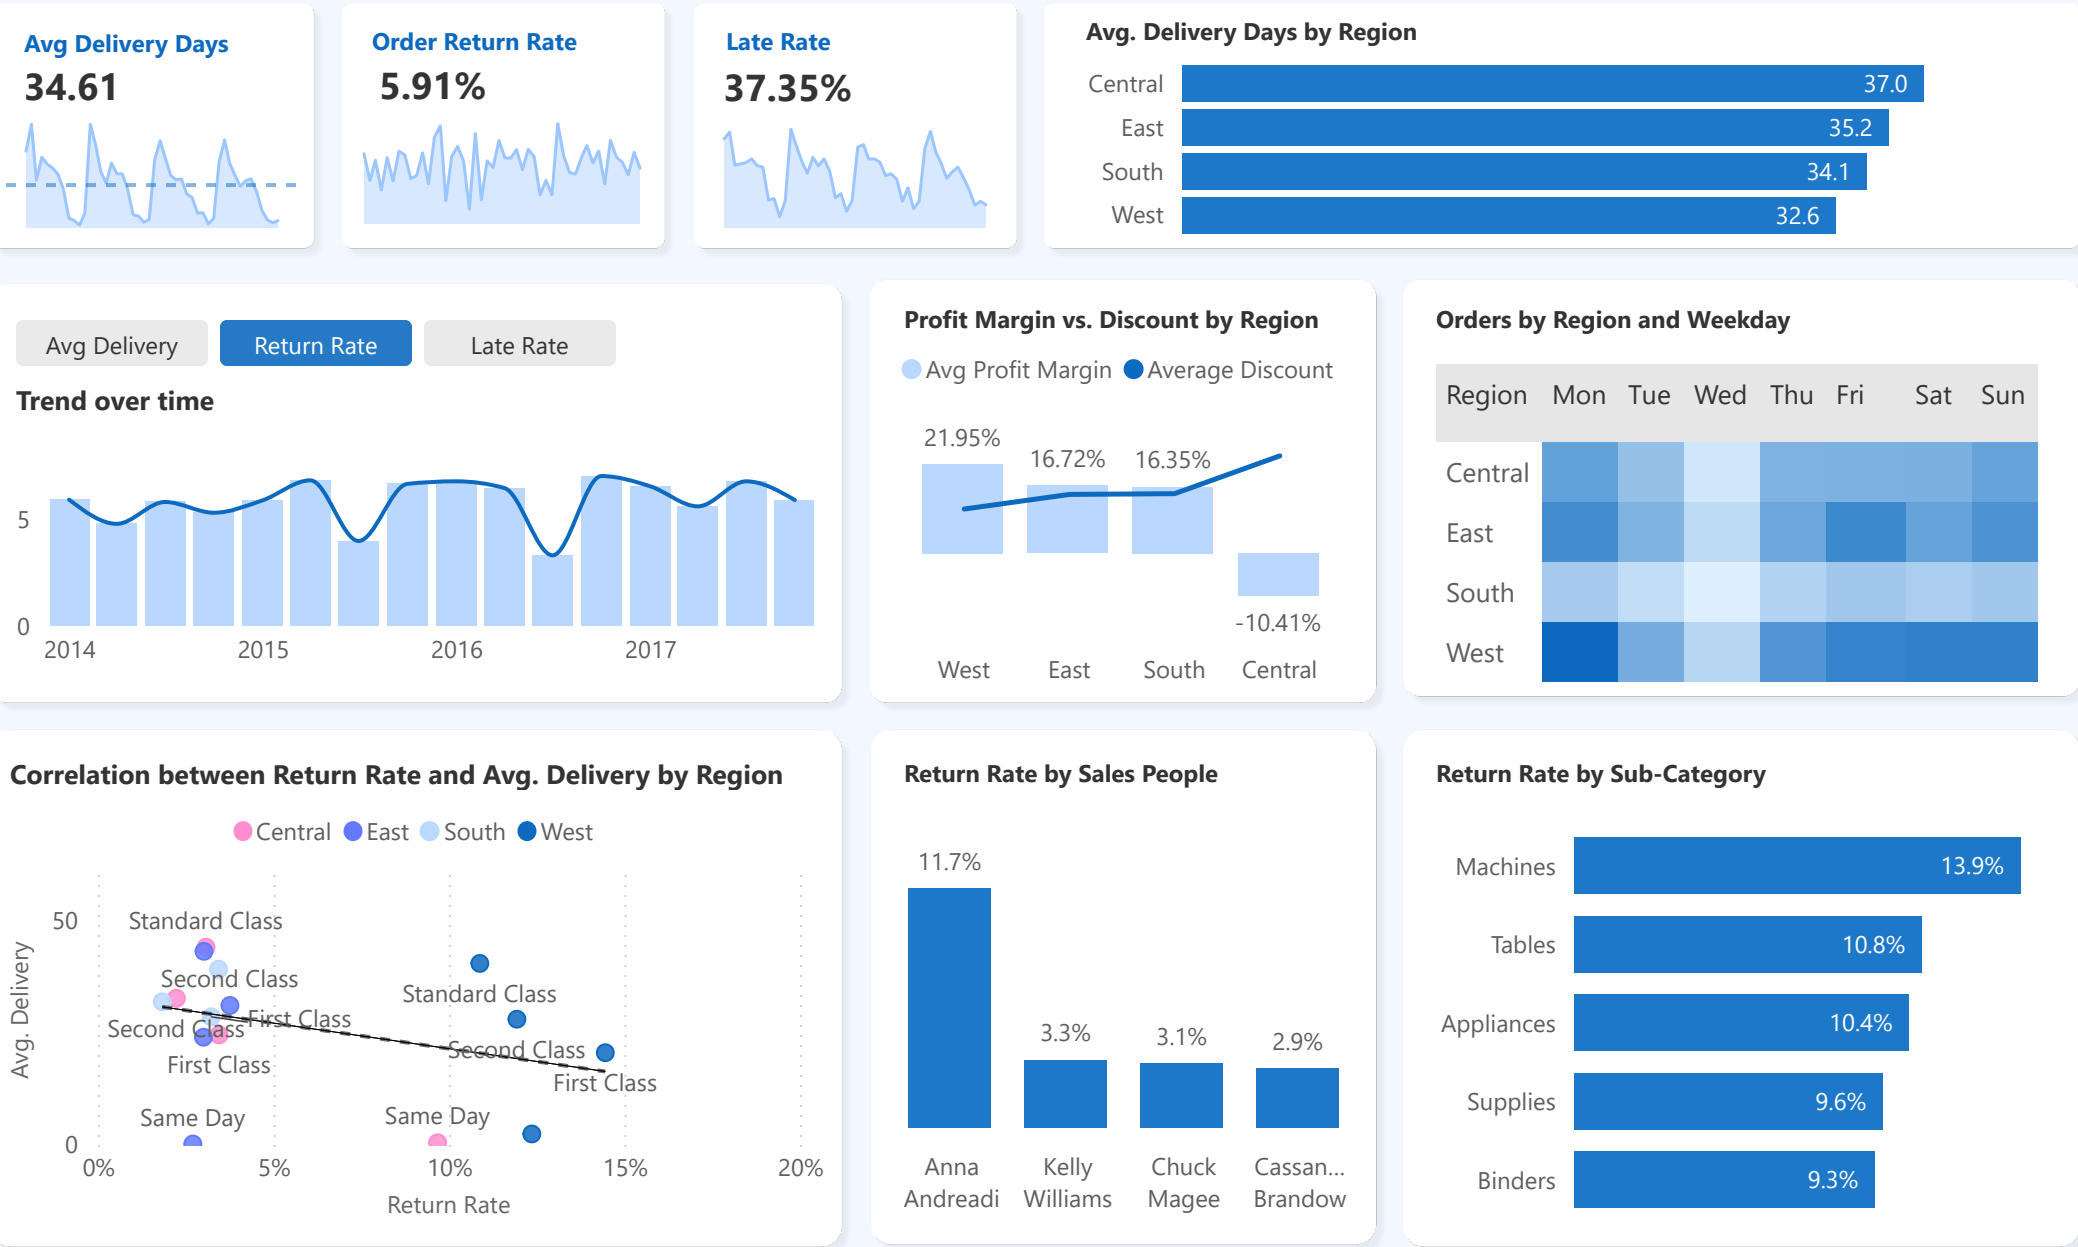 Avg Delivery Days
34.61
Order Return Rate
5.91%
Late Rate
37.35%
Avg. Delivery Days by Region
Central 37.0
East 35.2
South 34.1
West 32.6
Avg Delivery Return Rate Late Rate
Trend over time
5
0
2014 2015 2016 2017
Profit Margin vs. Discount by Region
Avg Profit Margin Average Discount
21.95%
16.72% 16.35%
-10.41%
West East South Central
Orders by Region and Weekday
Region Mon Tue Wed Thu Fri Sat Sun
Central
East
South
West
Correlation between Return Rate and Avg. Delivery by Region
Central East South West
Avg. Delivery
50
Standard Class
Second Class
Standard Class
First Class
Second Class
Second Class
First Class
First Class
Same Day
Same Day
0
0% 5% 10% 15% 20%
Return Rate
Return Rate by Sales People
11.7%
3.3%
3.1%
2.9%
Anna Kelly Chuck Cassan...
Andreadi Williams Magee Brandow
Return Rate by Sub-Category
Machines 13.9%
Tables 10.8%
Appliances 10.4%
Supplies 9.6%
Binders 9.3%